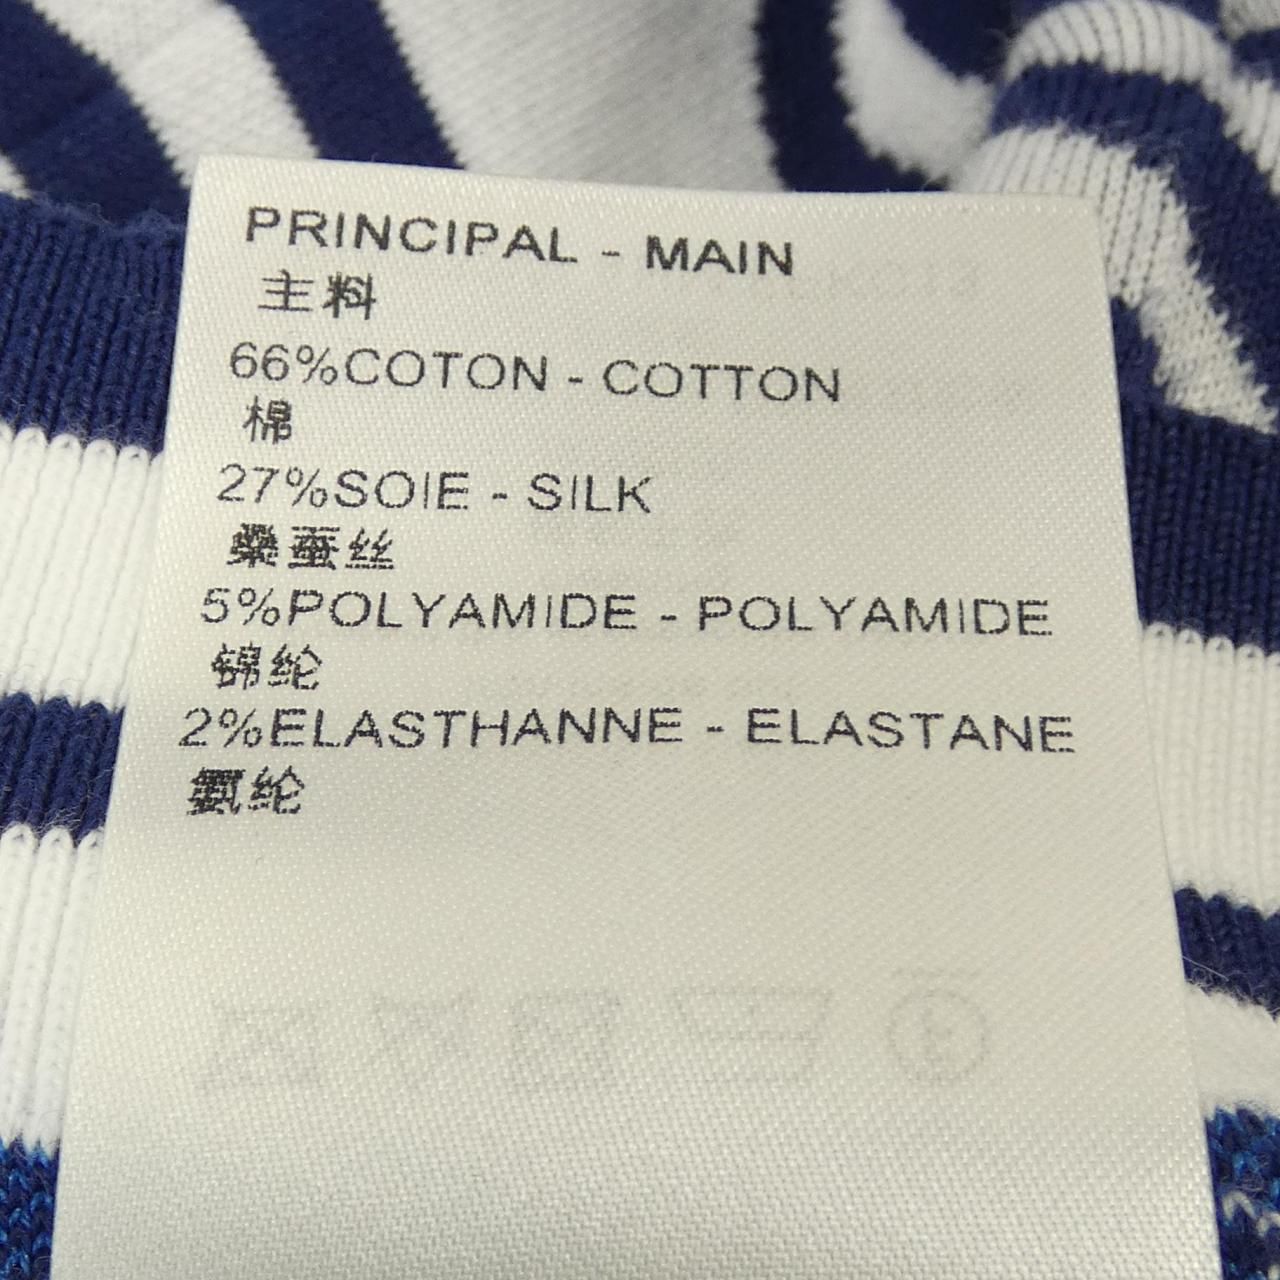 PRINCIPAL - MAIN
主料
66%COTON - COTTON
棉
27%SOIE - SILK
桑蚕丝
5%POLYAMIDE - POLYAMIDE
锦纶
2%ELASTHANNE - ELASTANE
氨纶